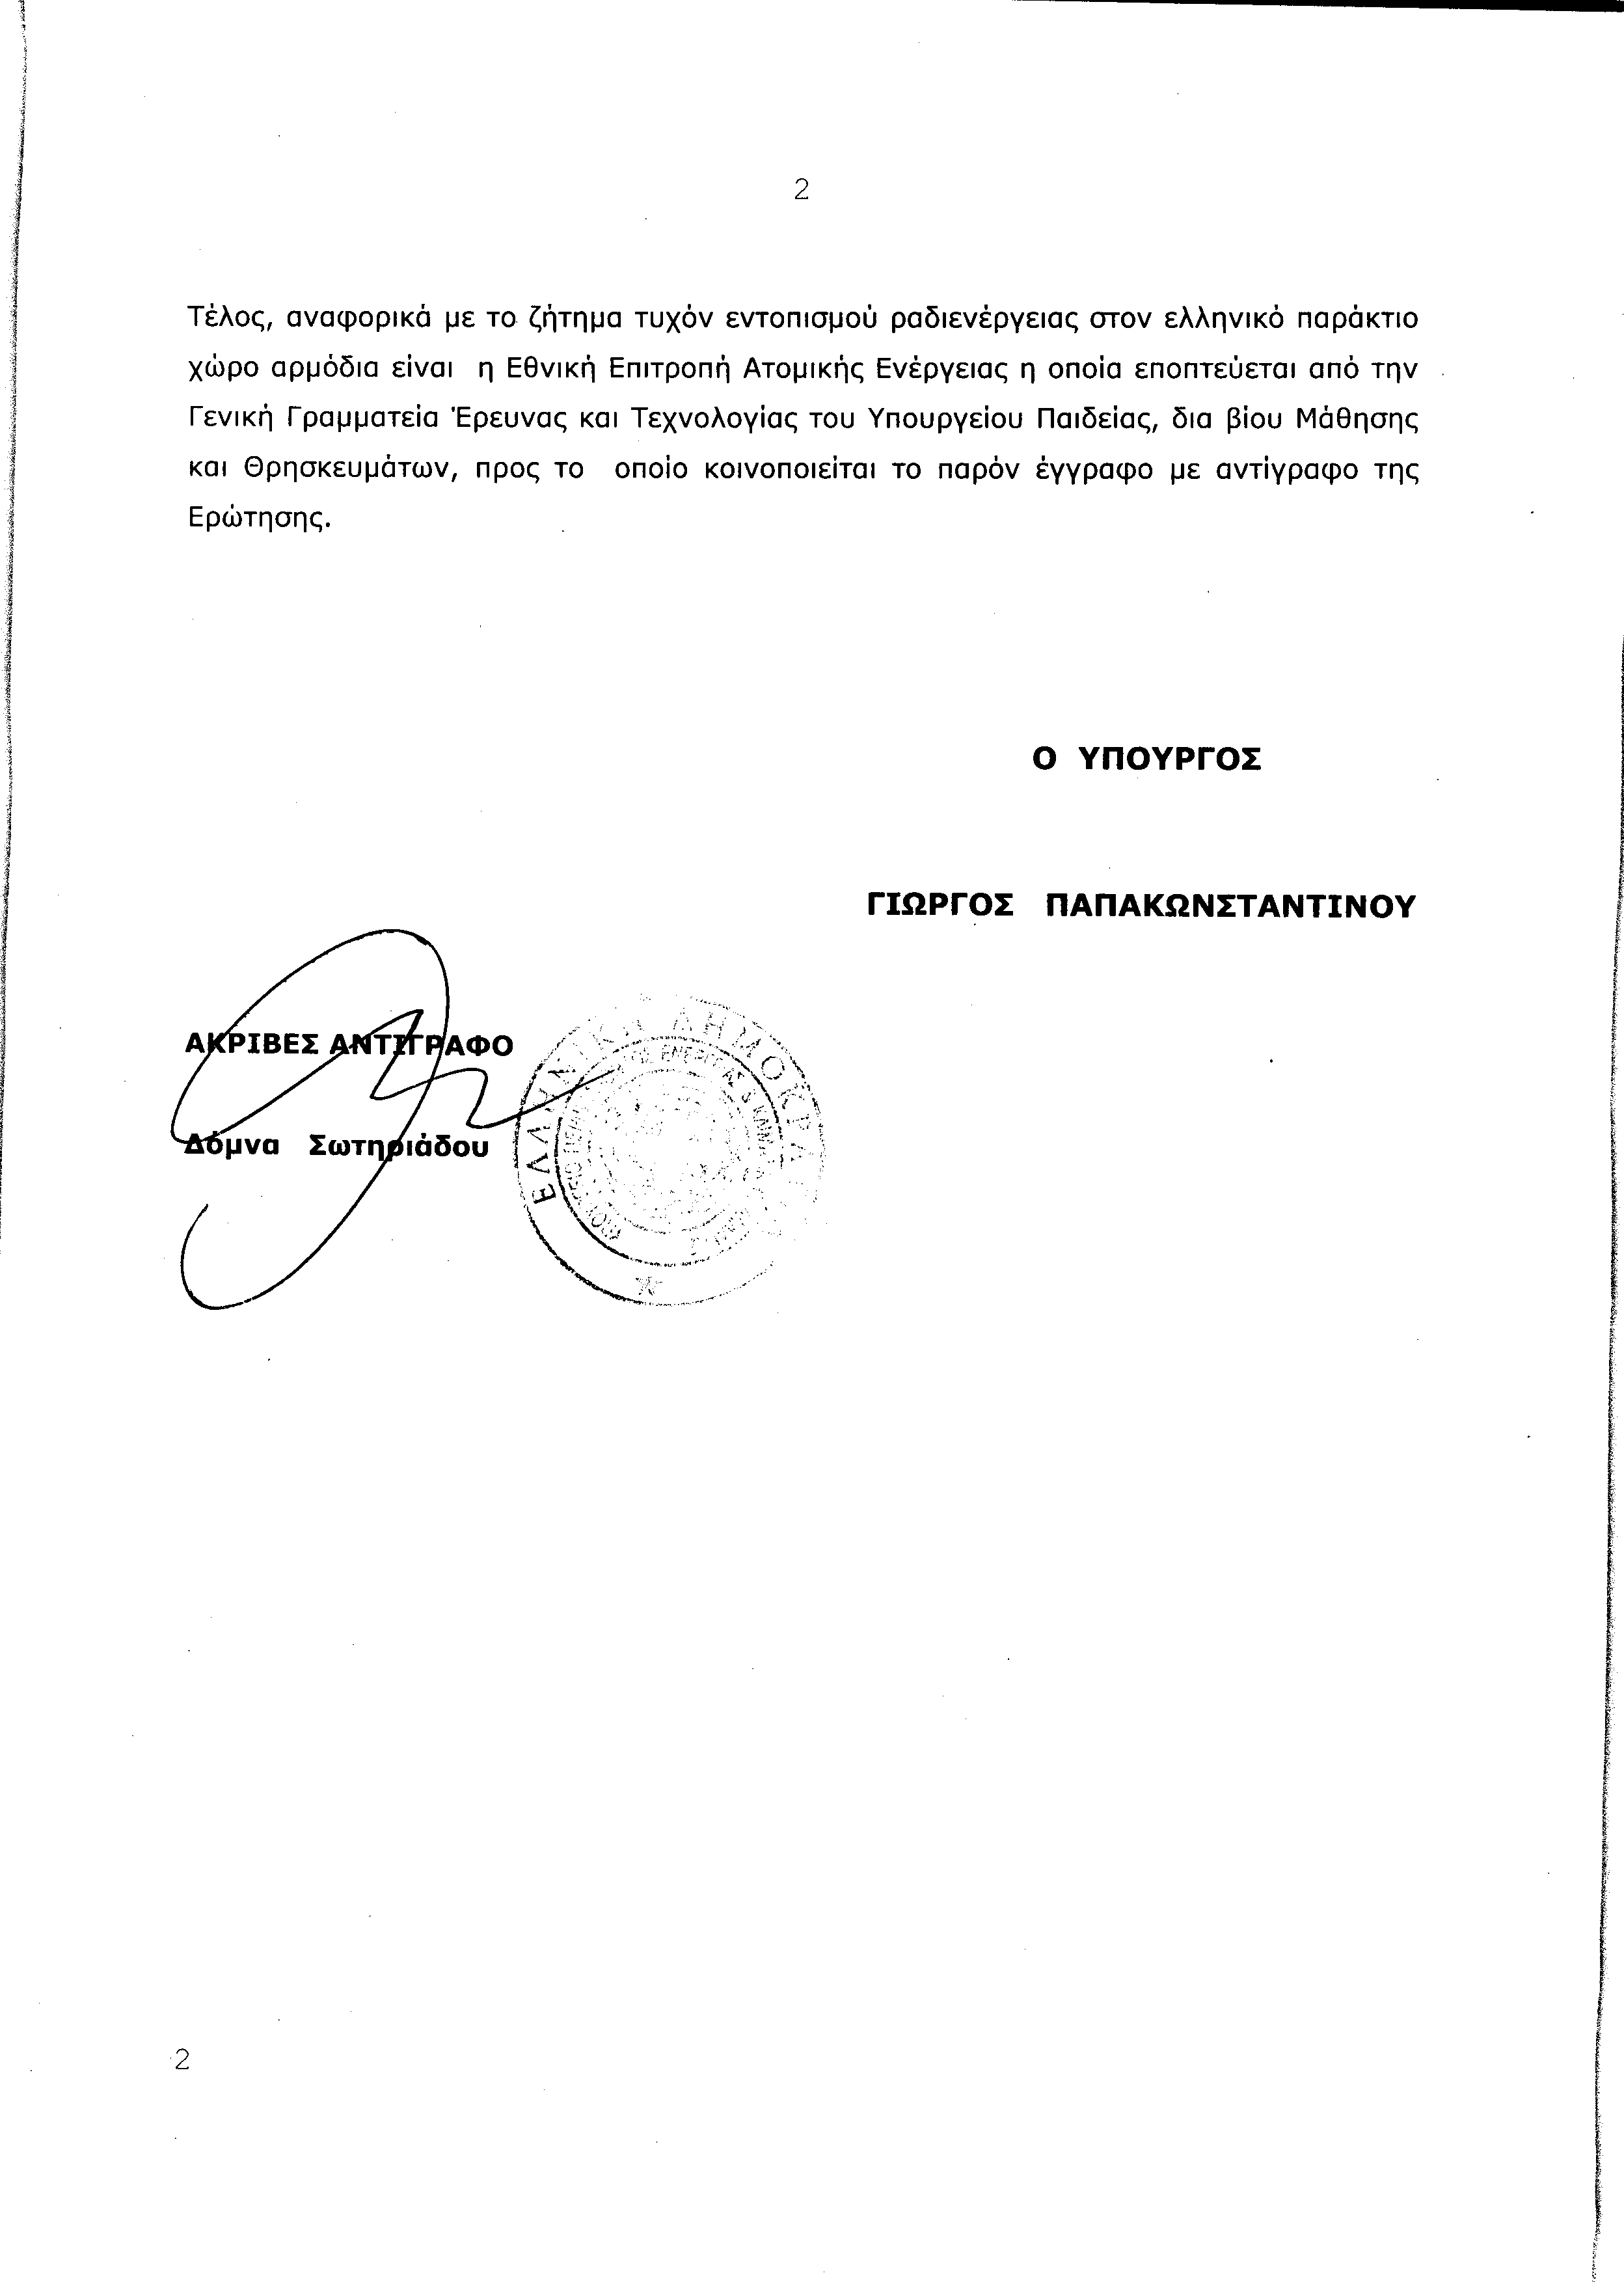 2
Τέλος, αναφορικά με το ζήτημα τυχόν εντοπισμού ραδιενέργειας στον ελληνικό παράκτιο
χώρο αρμόδια είναι η Εθνική Επιτροπή Ατομικής Ενέργειας η οποία εποπτεύεται από την
Γενική Γραμματεία Έρευνας και Τεχνολογίας του Υπουργείου Παιδείας, δια βίου Μάθησης
και Θρησκευμάτων, προς το οποίο κοινοποιείται το παρόν έγγραφο με αντίγραφο της
Ερώτησης.
Ο ΥΠΟΥΡΓΟΣ
ΓΙΩΡΓΟΣ ΠΑΠΑΚΩΝΣΤΑΝΤΙΝΟΥ
ΑΚΡΙΒΕΣ ΑΝΤΙΓΡΑΦΟ
Δόμνα Σωτηριάδου
ΕΛΛΗΝΙΚΗ
2